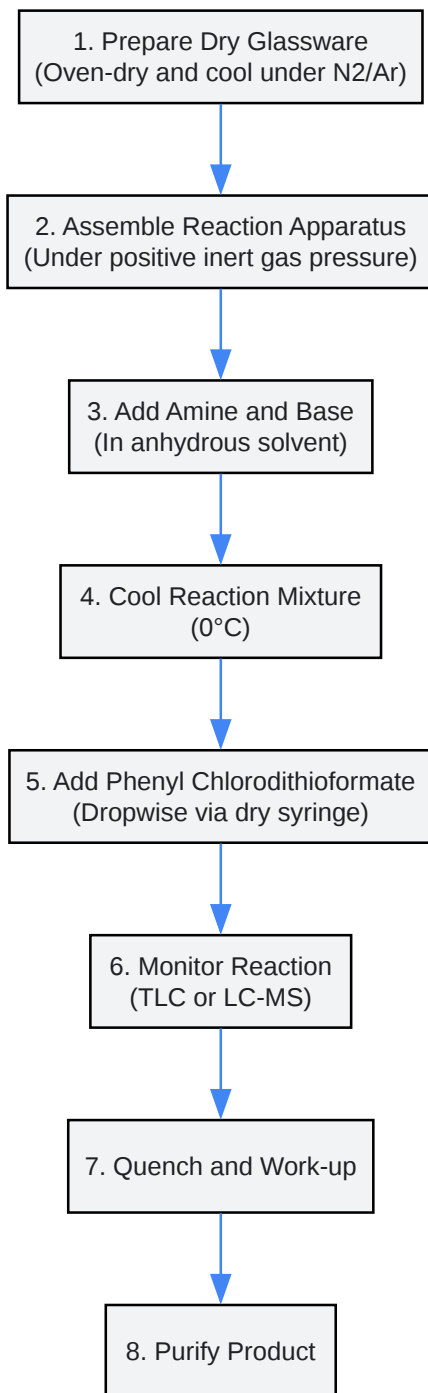 1. Prepare Dry Glassware
(Oven-dry and cool under N2/Ar)
2. Assemble Reaction Apparatus
(Under positive inert gas pressure)
3. Add Amine and Base
(In anhydrous solvent)
4. Cool Reaction Mixture
(0°C)
5. Add Phenyl Chlorodithioformate
(Dropwise via dry syringe)
6. Monitor Reaction
(TLC or LC-MS)
7. Quench and Work-up
8. Purify Product